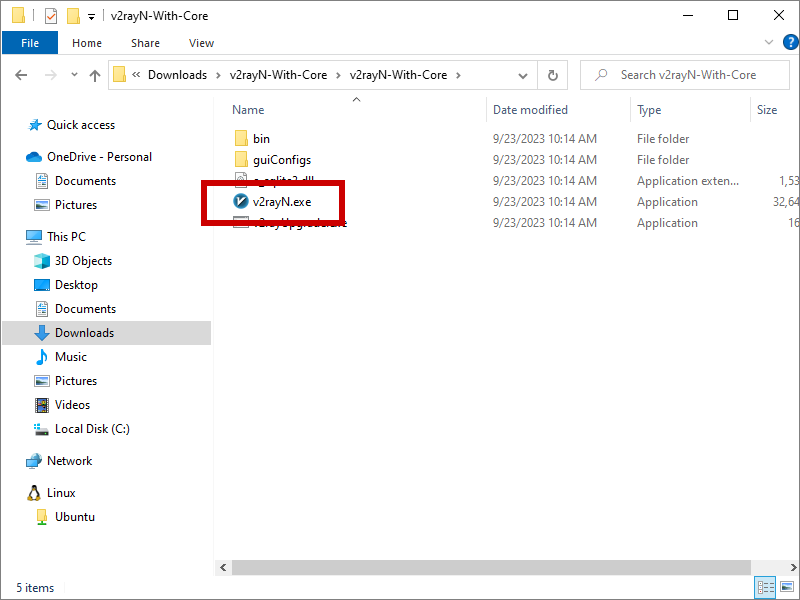 v2rayN-With-Core
File Home Share View
« Downloads › v2rayN-With-Core › v2rayN-With-Core › Search v2rayN-With-Core
Name Date modified Type Size
Quick access
OneDrive - Personal
Documents
Pictures
This PC
3D Objects
Desktop
Documents
Downloads
Music
Pictures
Videos
Local Disk (C:)
Network
Linux
Ubuntu
bin 9/23/2023 10:14 AM File folder
guiConfigs 9/23/2023 10:14 AM File folder
9/23/2023 10:14 AM Application exten... 1,53
v2rayN.exe 9/23/2023 10:14 AM Application 32,64
9/23/2023 10:14 AM Application 16
5 items